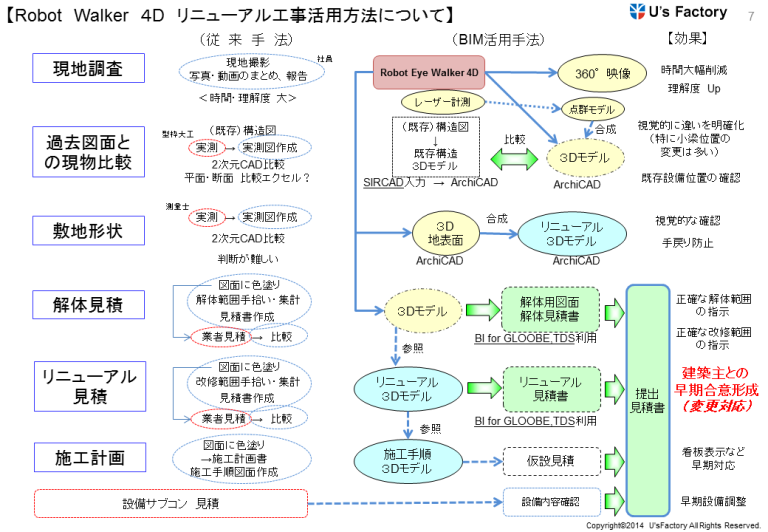 【Robot Walker 4D リニューアル工事活用方法について】
U's Factory
7
(従 来 手 法)
(BIM活用手法)
【効果】
現地調査
現地撮影
写真・動画のまとめ、報告
社員
＜時間・理解度 大＞
Robot Eye Walker 4D
360°映像
時間大幅削減
理解度 Up
レーザー計測
点群モデル
合成
過去図面と
の現物比較
型枠大工
(既存)構造図
実測
→
実測図作成
2次元CAD比較
平面・断面 比較エクセル？
(既存)構造図
↓
既存構造
3Dモデル
SIRCAD入力 → ArchiCAD
比較
3Dモデル
ArchiCAD
視覚的に違いを明確化
(特に小梁位置の
変更は多い)
既存設備位置の確認
敷地形状
測量士
実測
→
実測図作成
2次元CAD比較
判断が難しい
3D
地表面
ArchiCAD
合成
リニューアル
3Dモデル
ArchiCAD
視覚的な確認
手戻り防止
解体見積
図面に色塗り
解体範囲手拾い・集計
見積書作成
業者見積
→
比較
3Dモデル
解体用図面
解体見積書
BI for GLOOBE,TDS利用
参照
正確な解体範囲
の指示
正確な改修範囲
の指示
リニューアル
見積
図面に色塗り
改修範囲手拾い・集計
見積書作成
業者見積
→
比較
リニューアル
3Dモデル
リニューアル
見積書
BI for GLOOBE,TDS利用
参照
提出
見積書
建築主との
早期合意形成
(変更対応)
施工計画
図面に色塗り
→施工計画書
施工手順図面作成
施工手順
3Dモデル
仮設見積
看板表示など
早期対応
設備サブコン 見積
設備内容確認
早期設備調整
Copyright©2014 U'sFactory All Rights Reserved.